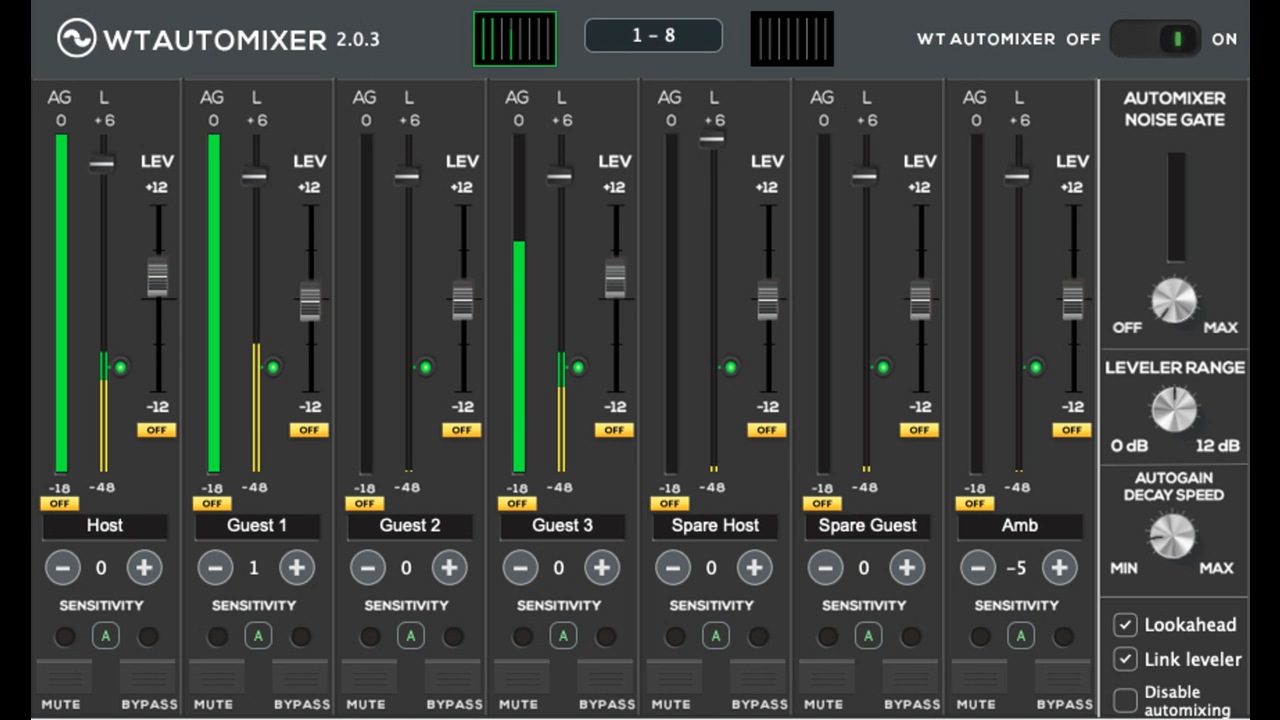 WTAUTOMIXER 2.0.3
1 – 8
WT AUTOMIXER OFF ON
AG L AG L AG L AG L AG L AG L AG L
0 +6 0 +6 0 +6 0 +6 0 +6 0 +6 0 +6
LEV LEV LEV LEV LEV LEV LEV
+12 +12 +12 +12 +12 +12 +12
-12 -12 -12 -12 -12 -12 -12
OFF OFF OFF OFF OFF OFF OFF
-18 -48 -18 -48 -18 -48 -18 -48 -18 -48 -18 -48 -18 -48
OFF OFF OFF OFF OFF OFF OFF
Host Guest 1 Guest 2 Guest 3 Spare Host Spare Guest Amb
− 0 + − 1 + − 0 + − 0 + − 0 + − 0 + − -5 +
SENSITIVITY SENSITIVITY SENSITIVITY SENSITIVITY SENSITIVITY SENSITIVITY SENSITIVITY
A A A A A A A
MUTE BYPASS MUTE BYPASS MUTE BYPASS MUTE BYPASS MUTE BYPASS MUTE BYPASS MUTE BYPASS
AUTOMIXER
NOISE GATE
OFF MAX
LEVELER RANGE
0 dB 12 dB
AUTOGAIN
DECAY SPEED
MIN MAX
Lookahead
Link leveler
Disable
automixing